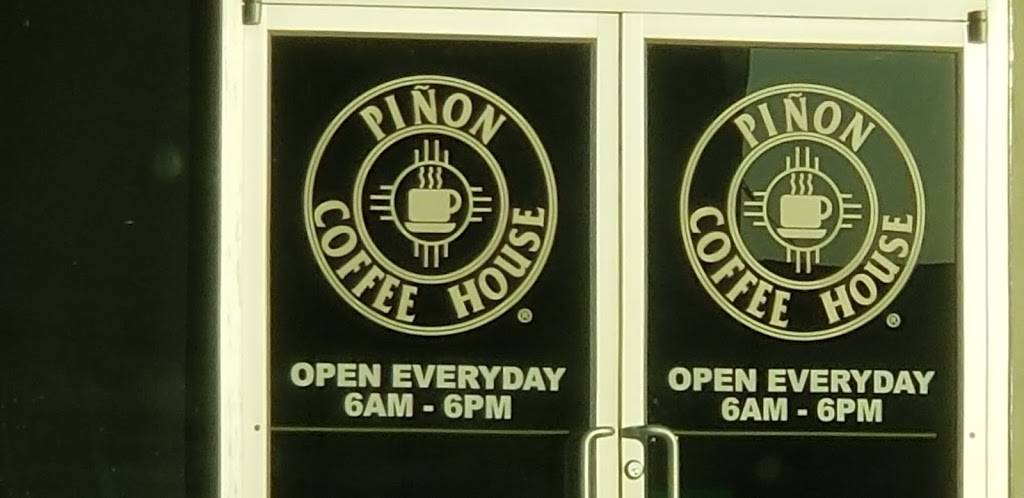 PIÑON
COFFEE HOUSE
®
OPEN EVERYDAY
6AM - 6PM
PIÑON
COFFEE HOUSE
®
OPEN EVERYDAY
6AM - 6PM